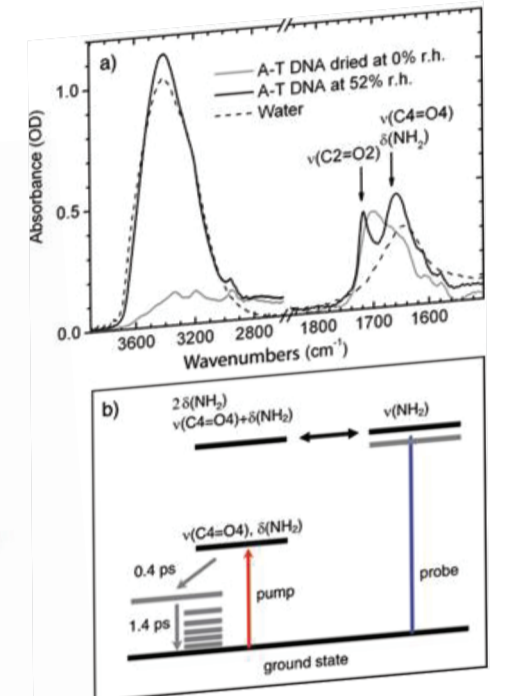 a)
A-T DNA dried at 0% r.h.
A-T DNA at 52% r.h.
Water
ν(C4=O4)
δ(NH₂)
ν(C2=O2)
Absorbance (OD)
1.0
0.5
0.0
3600 3200 2800 1800 1700 1600
Wavenumbers (cm⁻¹)
b)
2δ(NH₂)
ν(C4=O4)+δ(NH₂)
ν(NH₂)
ν(C4=O4), δ(NH₂)
0.4 ps
1.4 ps
pump
probe
ground state